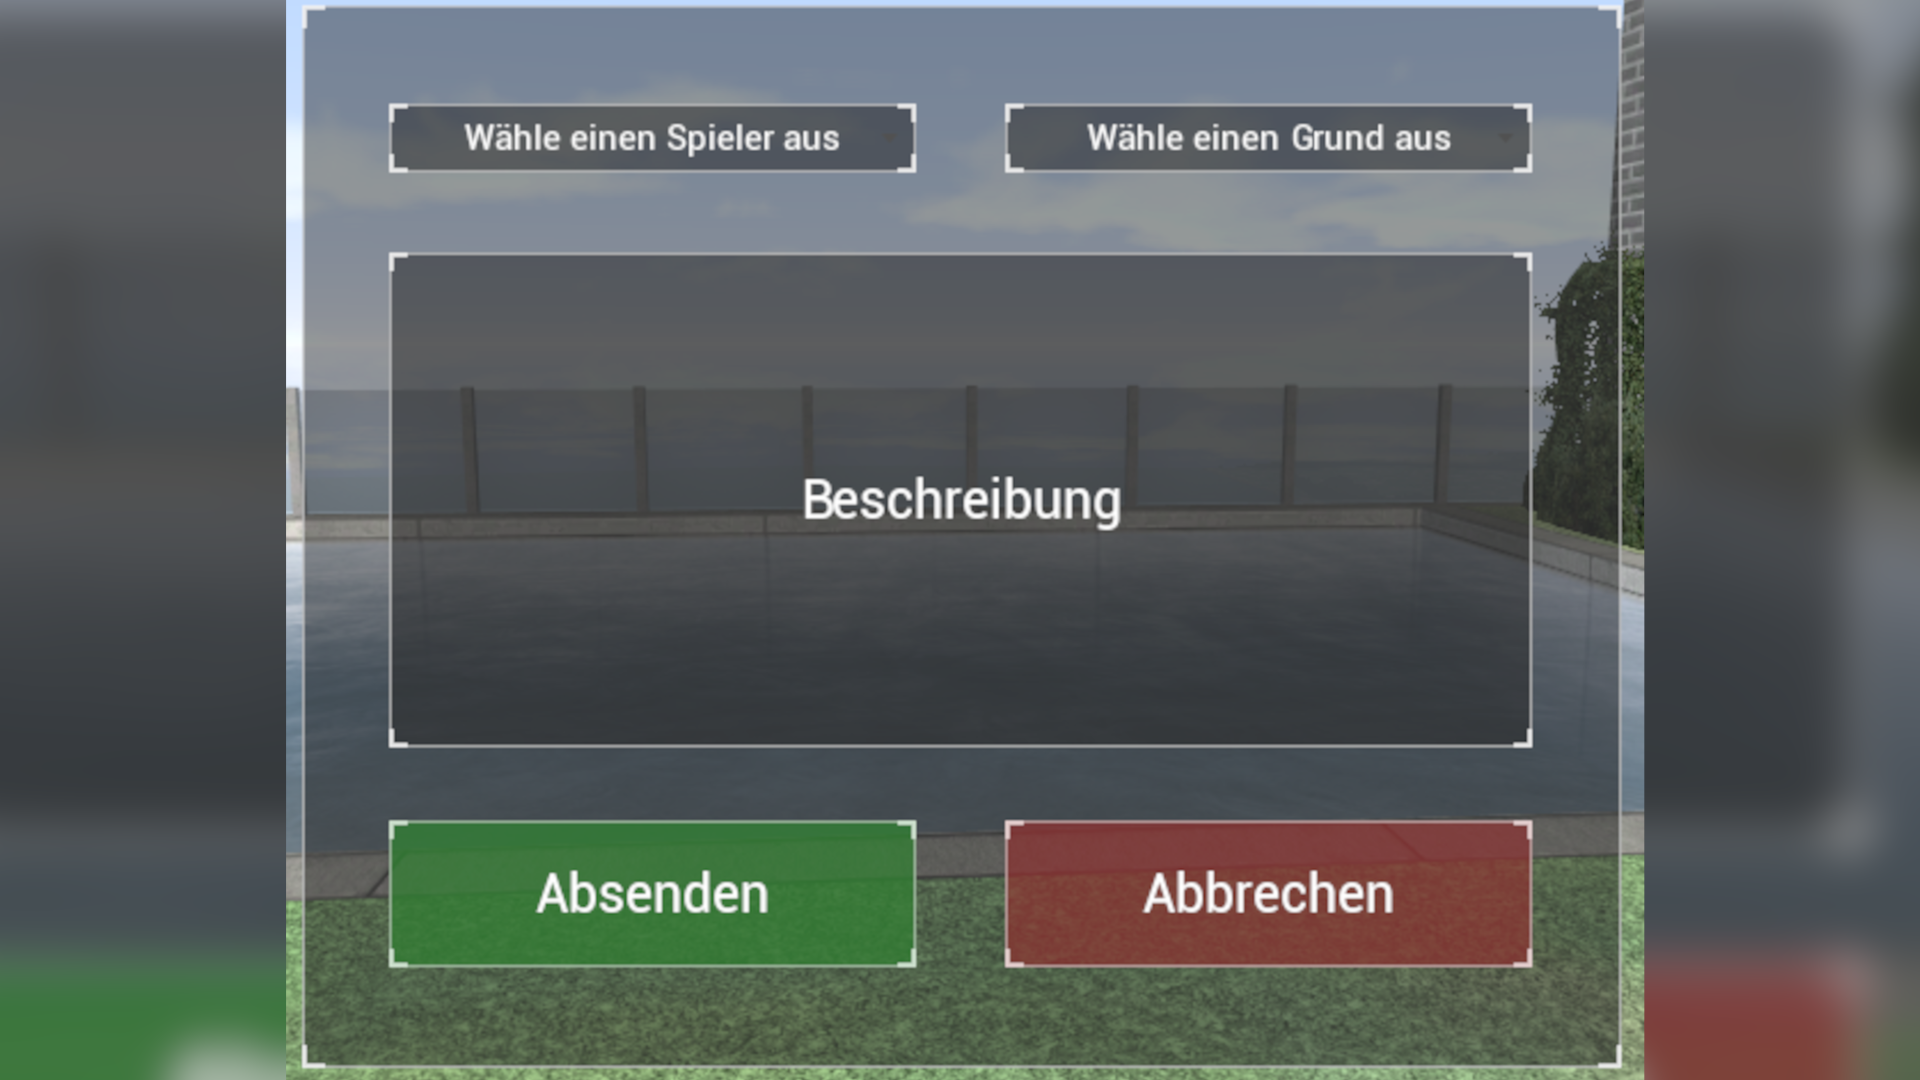 Wähle einen Spieler aus
Wähle einen Grund aus
Beschreibung
Absenden
Abbrechen